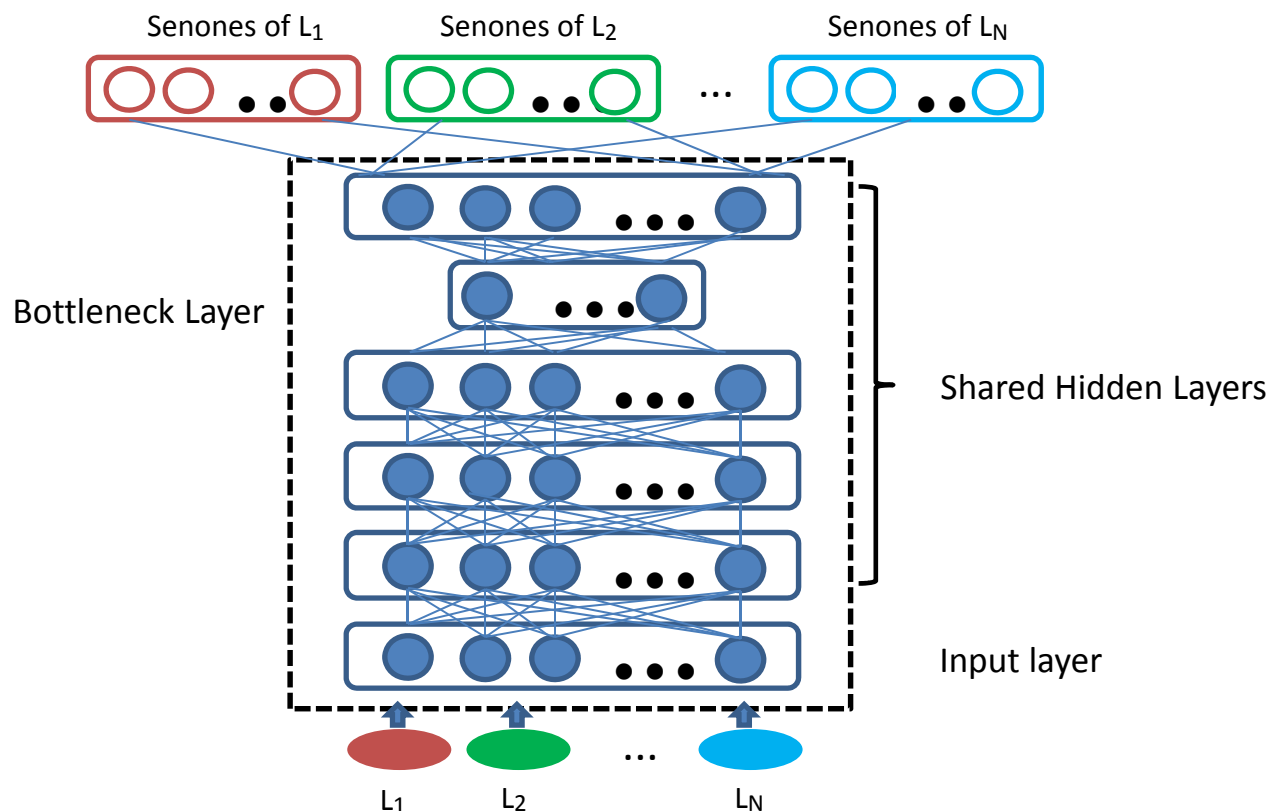 Senones of L1 Senones of L2 Senones of LN
...
Bottleneck Layer
Shared Hidden Layers
Input layer
...
L1 L2 LN